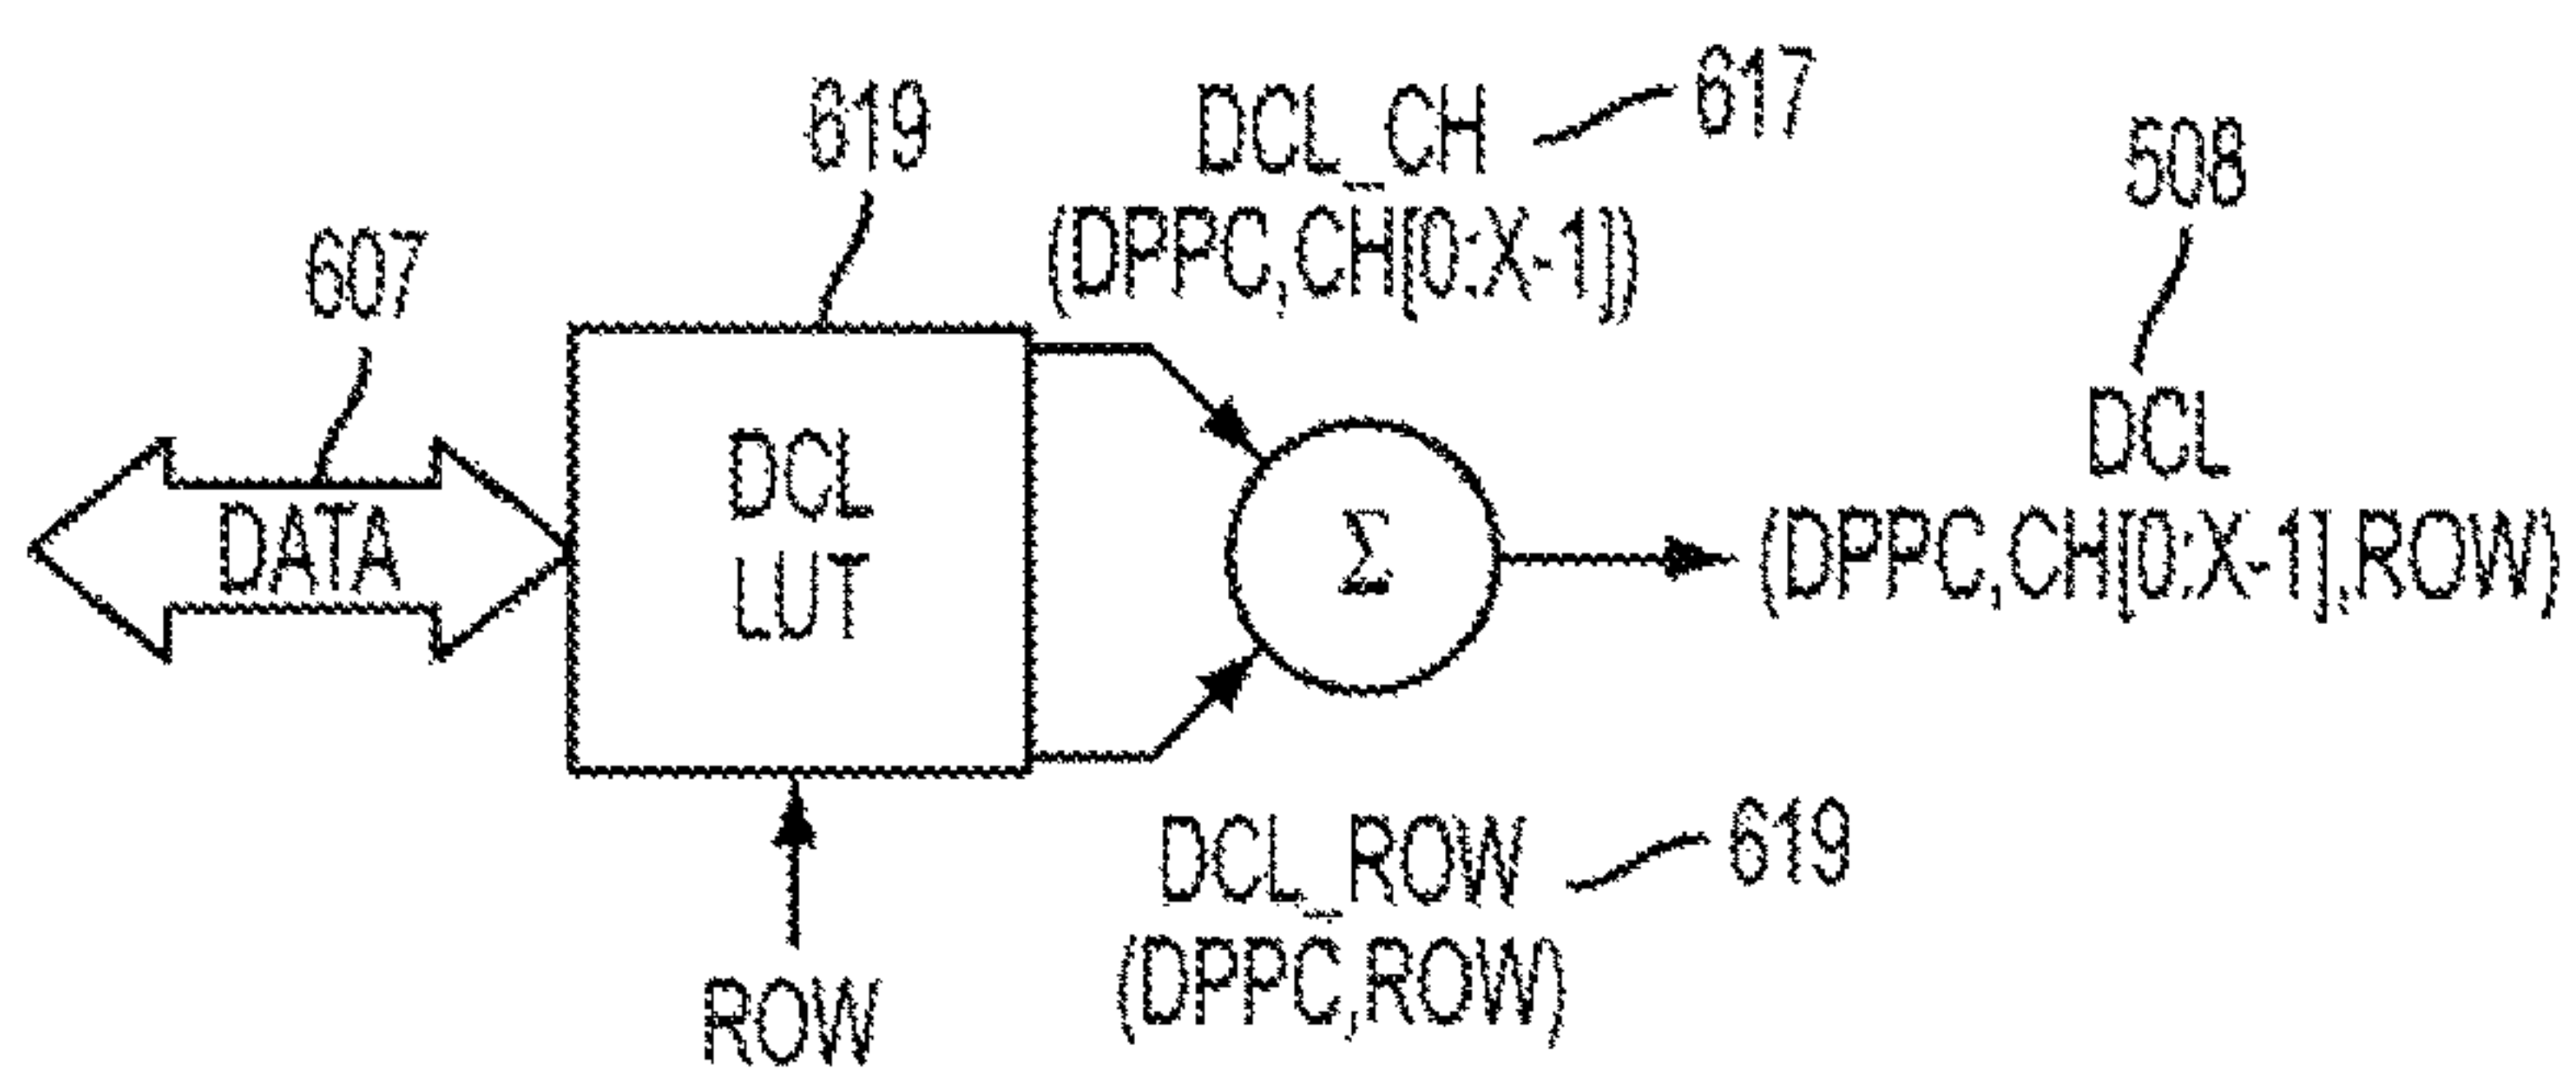 619
DCL_CH
617
(DPPC,CH[0:X-1])
508
607
DCL
LUT
DATA
Σ
DCL
(DPPC,CH[0:X-1],ROW)
DCL_ROW
619
(DPPC,ROW)
ROW